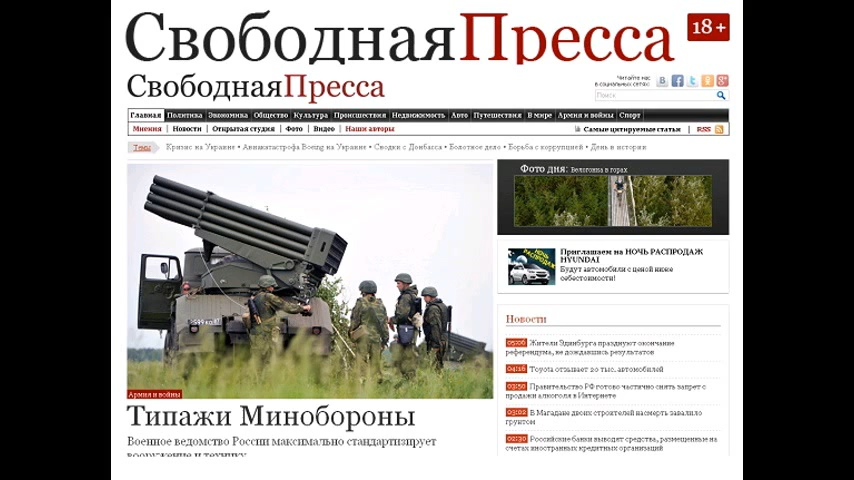 СвободнаяПресса
18+
СвободнаяПресса
Читайте нас
в социальных сетях:
Поиск
Главная Политика Экономика Общество Культура Происшествия Недвижимость Авто Путешествия В мире Армия и войны Спорт
Мнения • Новости • Открытая студия • Фото • Видео • Наши авторы
Самые цитируемые статьи | RSS
Темы
Кризис на Украине • Авиакатастрофа Boeing на Украине • Сводки с Донбасса • Болотное дело • Борьба с коррупцией • День в истории
Армия и войны
Типажи Минобороны
Военное ведомство России максимально стандартизирует
вооружение и технику
Фото дня: Велогонка в горах
НОЧЬ
РАСПРОДАЖ
Приглашаем на НОЧЬ РАСПРОДАЖ
HYUNDAI
Будут автомобили с ценой ниже
себестоимости!
Новости
05:06 Жители Эдинбурга празднуют окончание
референдума, не дождавшись результатов
04:16 Toyota отзывает 20 тыс. автомобилей
03:50 Правительство РФ готово частично снять запрет с
продажи алкоголя в Интернете
03:02 В Магадане двоих строителей насмерть завалило
грунтом
02:30 Российские банки выводят средства, размещенные на
счетах иностранных кредитных организаций